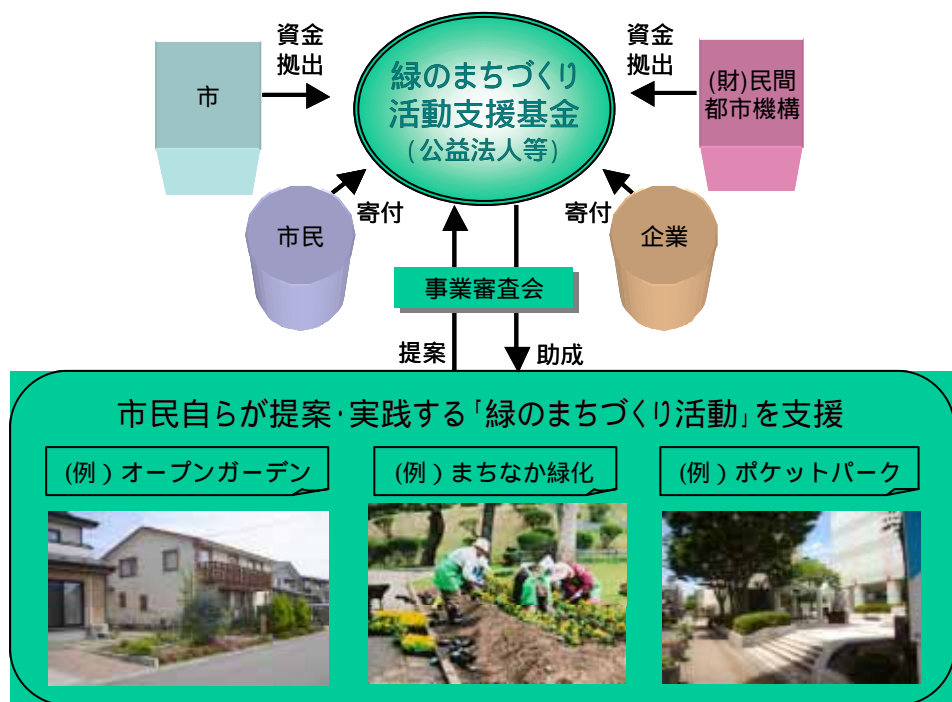 資金
拠出
市
緑のまちづくり
活動支援基金
(公益法人等)
資金
拠出
(財)民間
都市機構
市民
寄付
寄付
企業
事業審査会
提案
助成
市民自らが提案・実践する「緑のまちづくり活動」を支援
(例)オープンガーデン
(例)まちなか緑化
(例)ポケットパーク